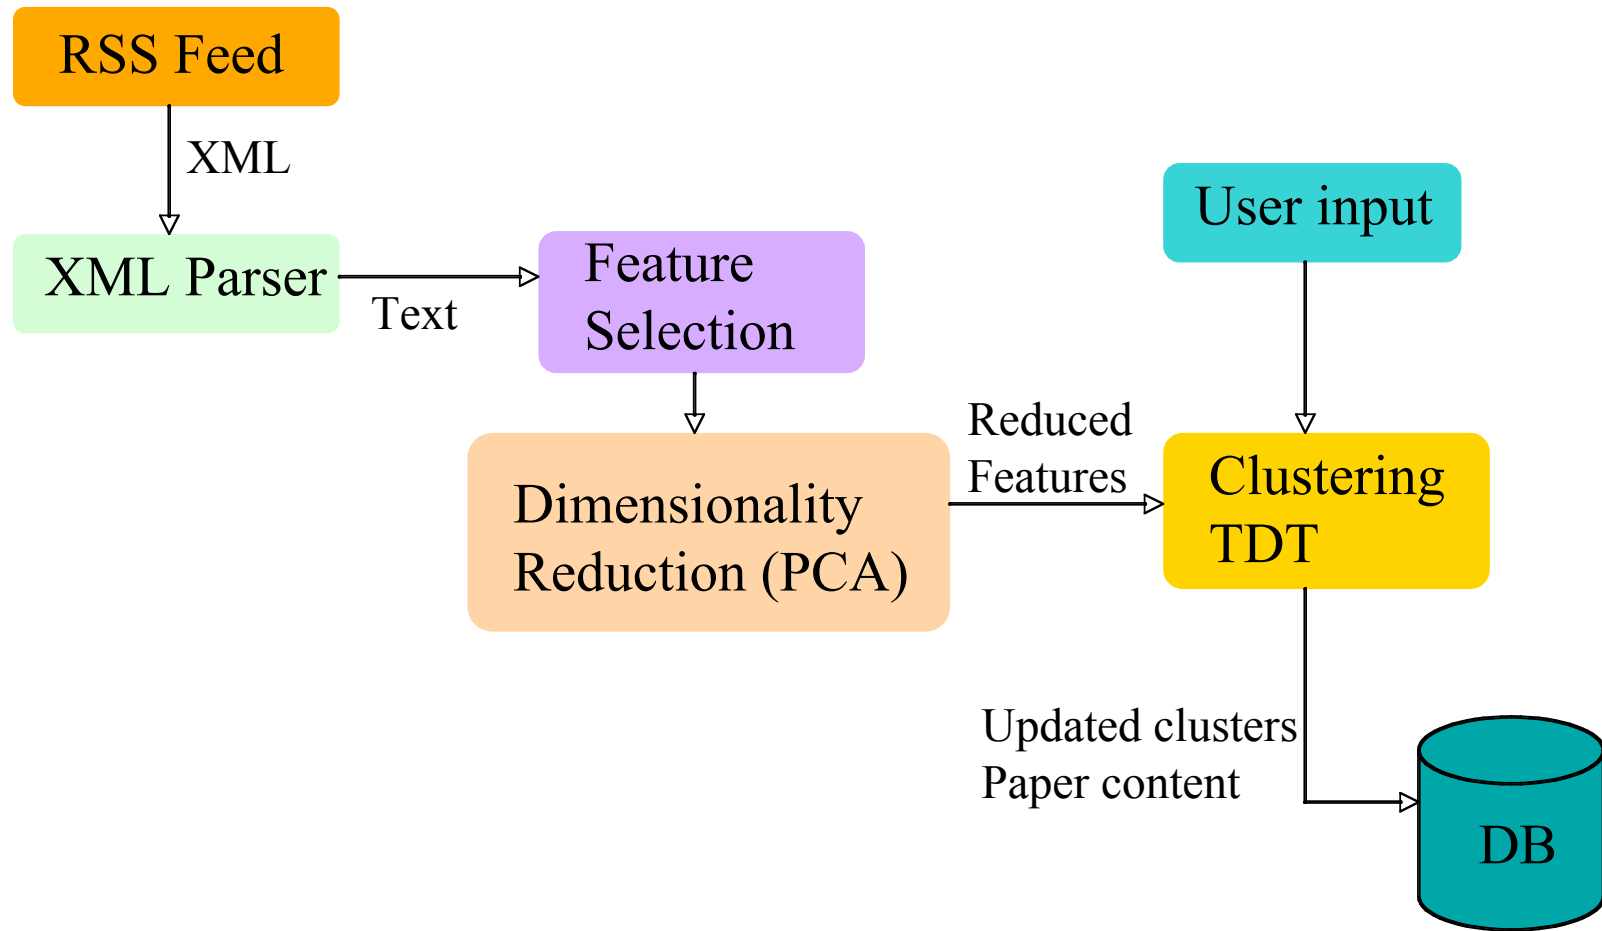 RSS Feed
XML
XML Parser
Text
Feature
Selection
Dimensionality
Reduction (PCA)
Reduced
Features
User input
Clustering
TDT
Updated clusters
Paper content
DB